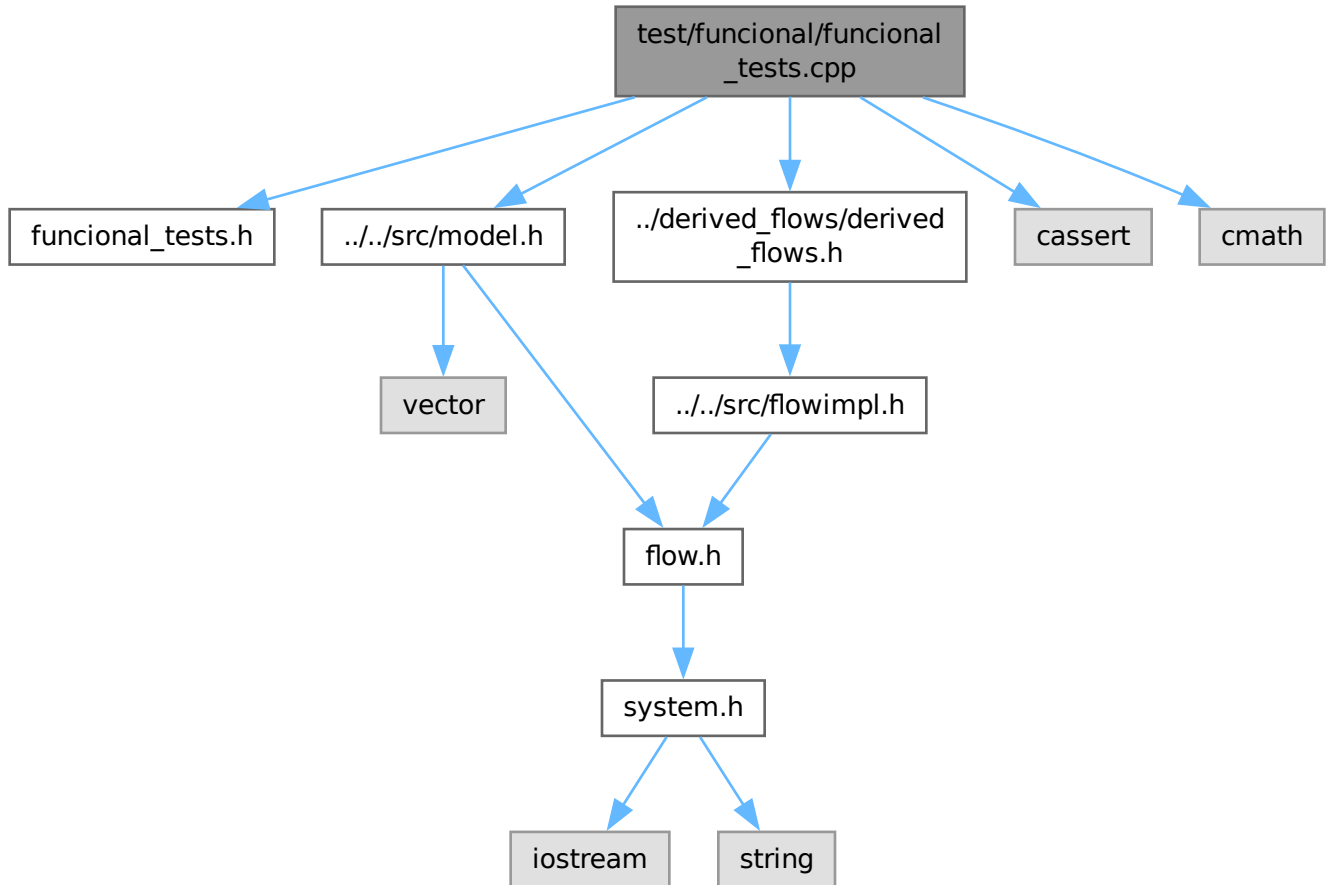 test/funcional/funcional
_tests.cpp
funcional_tests.h
../../src/model.h
../derived_flows/derived
_flows.h
cassert
cmath
vector
../../src/flowimpl.h
flow.h
system.h
iostream
string